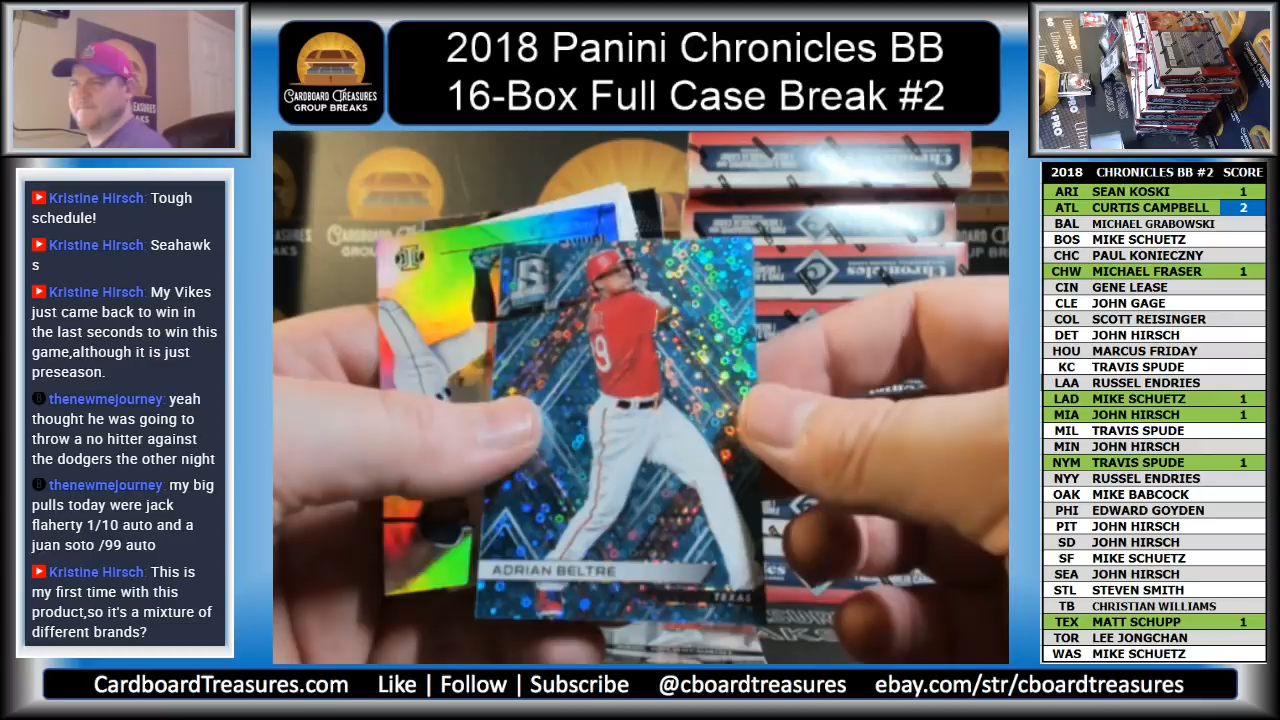 CARDBOARD TREASURES
GROUP BREAKS
2018 Panini Chronicles BB
16-Box Full Case Break #2
Kristine Hirsch: Tough
schedule!
Kristine Hirsch: Seahawk
s
Kristine Hirsch: My Vikes
just came back to win in
the last seconds to win this
game,although it is just
preseason.
thenewmejourney: yeah
thought he was going to
throw a no hitter against
the dodgers the other night
thenewmejourney: my big
pulls today were jack
flaherty 1/10 auto and a
juan soto /99 auto
Kristine Hirsch: This is
my first time with this
product,so it's a mixture of
different brands?
Chronicles
ADRIAN BELTRE
TEXAS
2018 CHRONICLES BB #2 SCORE
ARI SEAN KOSKI 1
ATL CURTIS CAMPBELL 2
BAL MICHAEL GRABOWSKI
BOS MIKE SCHUETZ
CHC PAUL KONIECZNY
CHW MICHAEL FRASER 1
CIN GENE LEASE
CLE JOHN GAGE
COL SCOTT REISINGER
DET JOHN HIRSCH
HOU MARCUS FRIDAY
KC TRAVIS SPUDE
LAA RUSSEL ENDRIES
LAD MIKE SCHUETZ 1
MIA JOHN HIRSCH 1
MIL TRAVIS SPUDE
MIN JOHN HIRSCH
NYM TRAVIS SPUDE 1
NYY RUSSEL ENDRIES
OAK MIKE BABCOCK
PHI EDWARD GOYDEN
PIT JOHN HIRSCH
SD JOHN HIRSCH
SF MIKE SCHUETZ
SEA JOHN HIRSCH
STL STEVEN SMITH
TB CHRISTIAN WILLIAMS
TEX MATT SCHUPP 1
TOR LEE JONGCHAN
WAS MIKE SCHUETZ
CardboardTreasures.com Like | Follow | Subscribe @cboardtreasures ebay.com/str/cboardtreasures